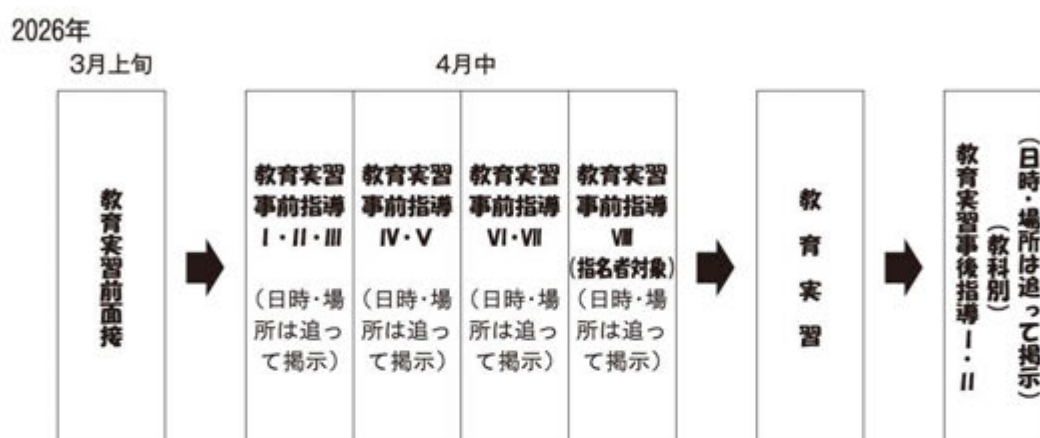 2026年
3月上旬
4月中
教育実習前面接
教育実習
事前指導
Ⅰ・Ⅱ・Ⅲ
（日時・場
所は追っ
て掲示）
教育実習
事前指導
Ⅳ・Ⅴ
（日時・場
所は追っ
て掲示）
教育実習
事前指導
Ⅵ・Ⅶ
（日時・場
所は追っ
て掲示）
教育実習
事前指導
Ⅷ
(指名者対象)
（日時・場
所は追っ
て掲示）
教育実習
（日時・場所は追って掲示）
（教科別）
教育実習事後指導Ⅰ・Ⅱ